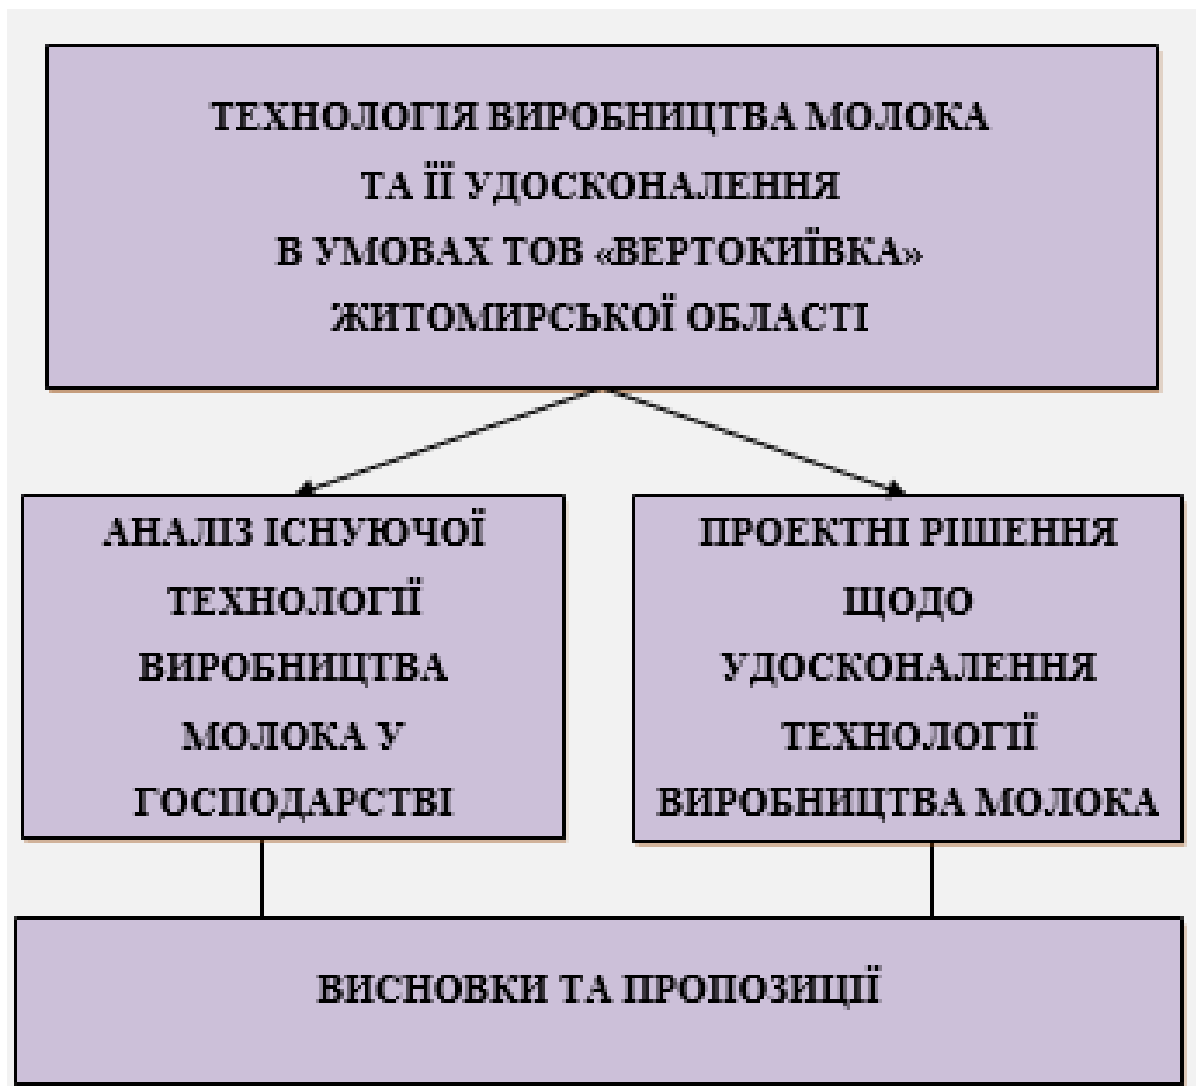 ТЕХНОЛОГІЯ ВИРОБНИЦТВА МОЛОКА
ТА ЇЇ УДОСКОНАЛЕННЯ
В УМОВАХ ТОВ «ВЕРТОКИЇВКА»
ЖИТОМИРСЬКОЇ ОБЛАСТІ
АНАЛІЗ ІСНУЮЧОЇ
ТЕХНОЛОГІЇ
ВИРОБНИЦТВА
МОЛОКА У
ГОСПОДАРСТВІ
ПРОЕКТНІ РІШЕННЯ
ЩОДО
УДОСКОНАЛЕННЯ
ТЕХНОЛОГІЇ
ВИРОБНИЦТВА МОЛОКА
ВИСНОВКИ ТА ПРОПОЗИЦІЇ